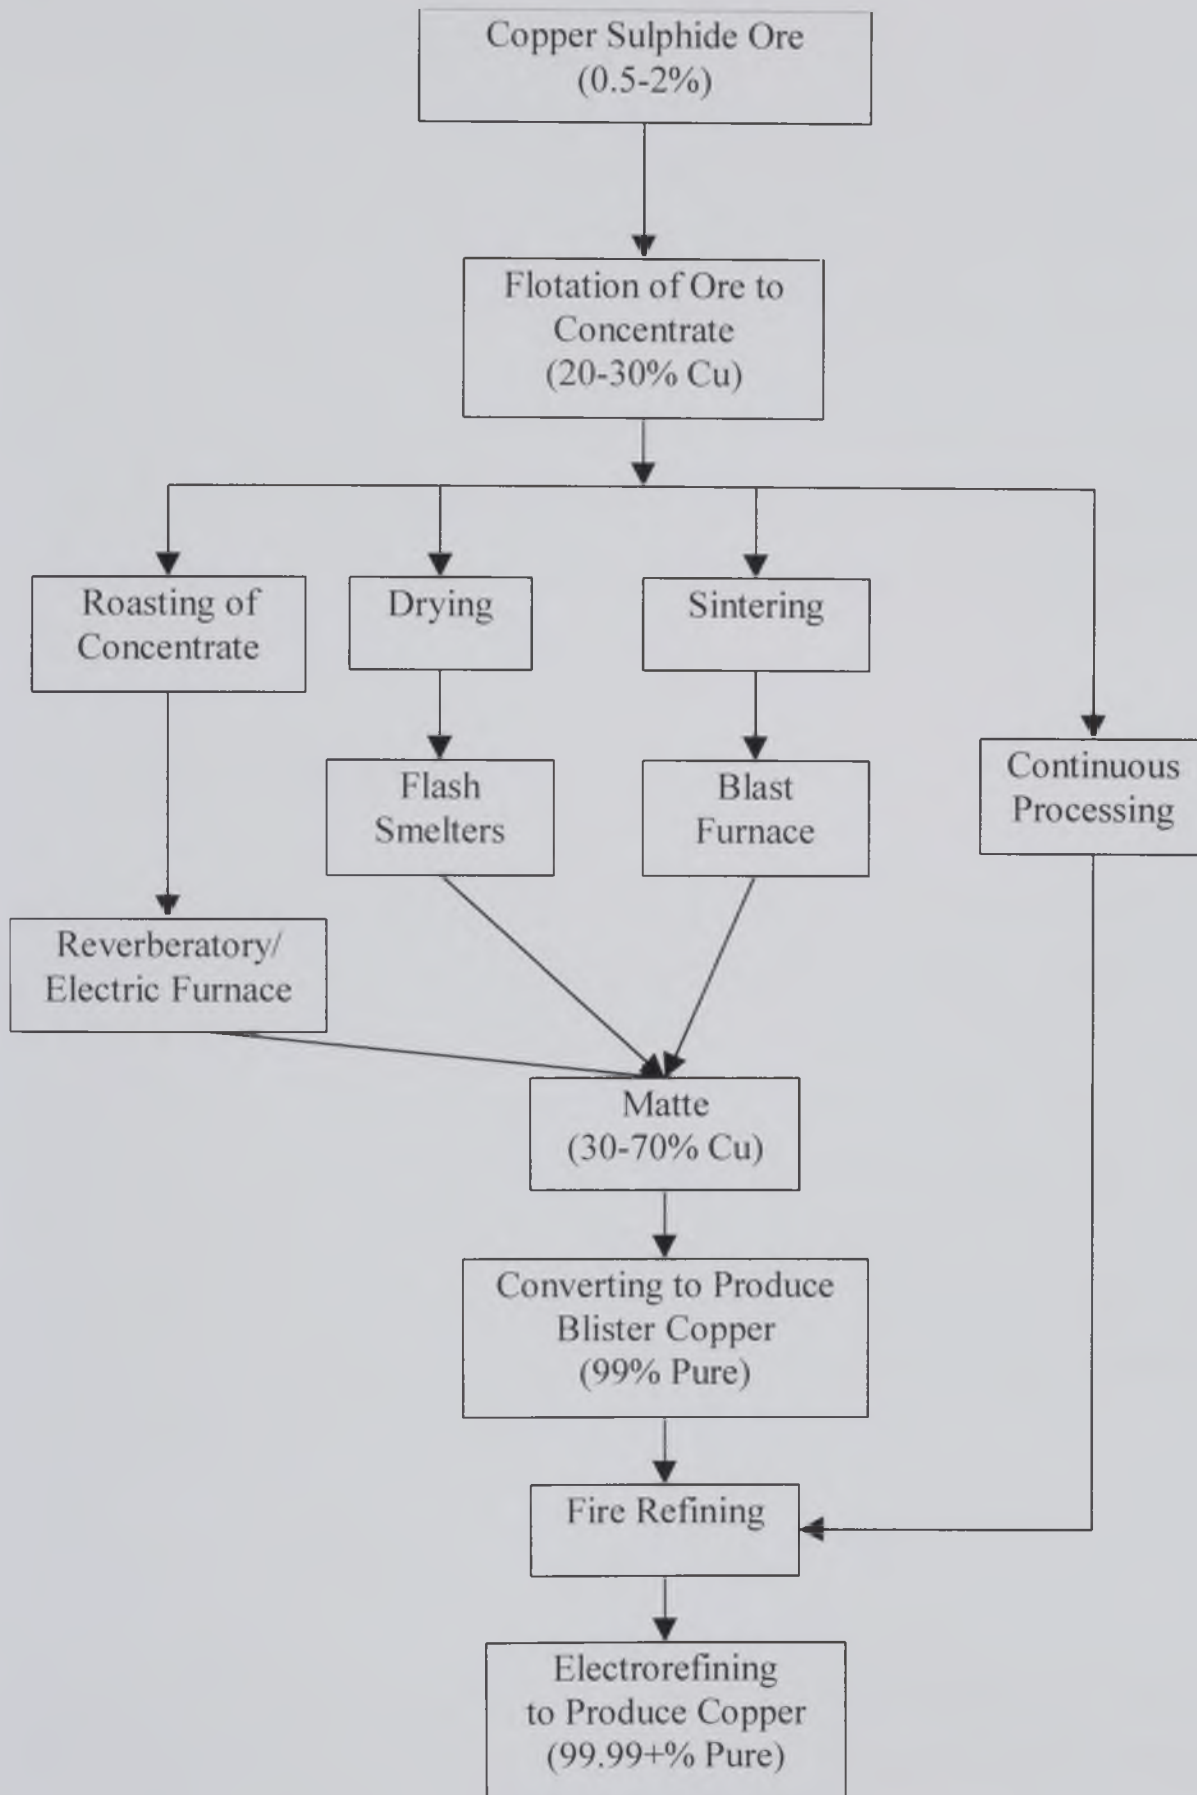 Copper Sulphide Ore
(0.5-2%)
Flotation of Ore to
Concentrate
(20-30% Cu)
Roasting of
Concentrate
Drying
Sintering
Flash
Smelters
Blast
Furnace
Continuous
Processing
Reverberatory/
Electric Furnace
Matte
(30-70% Cu)
Converting to Produce
Blister Copper
(99% Pure)
Fire Refining
Electrorefining
to Produce Copper
(99.99+% Pure)